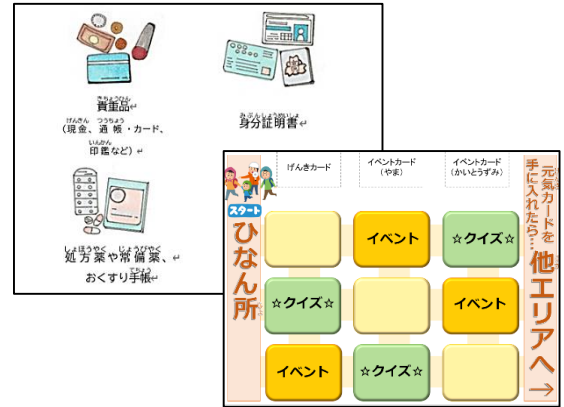 きちょうひん
貴重品↵
げんきん つうちょう
（現金、通帳・カード、
いんかん
印鑑など）↵
みぶんしょうめいしょ
身分証明書↵
しょほうやく じょうびやく
処方薬や常備薬、↵
てちょう
おくすり手帳↵
げんきカード
イベントカード
（やま）
イベントカード
（かいとうずみ）
スタート
ひなん所
イベント
☆クイズ☆
☆クイズ☆
イベント
イベント
☆クイズ☆
元気カードを
手に入れたら…他エリアへ→